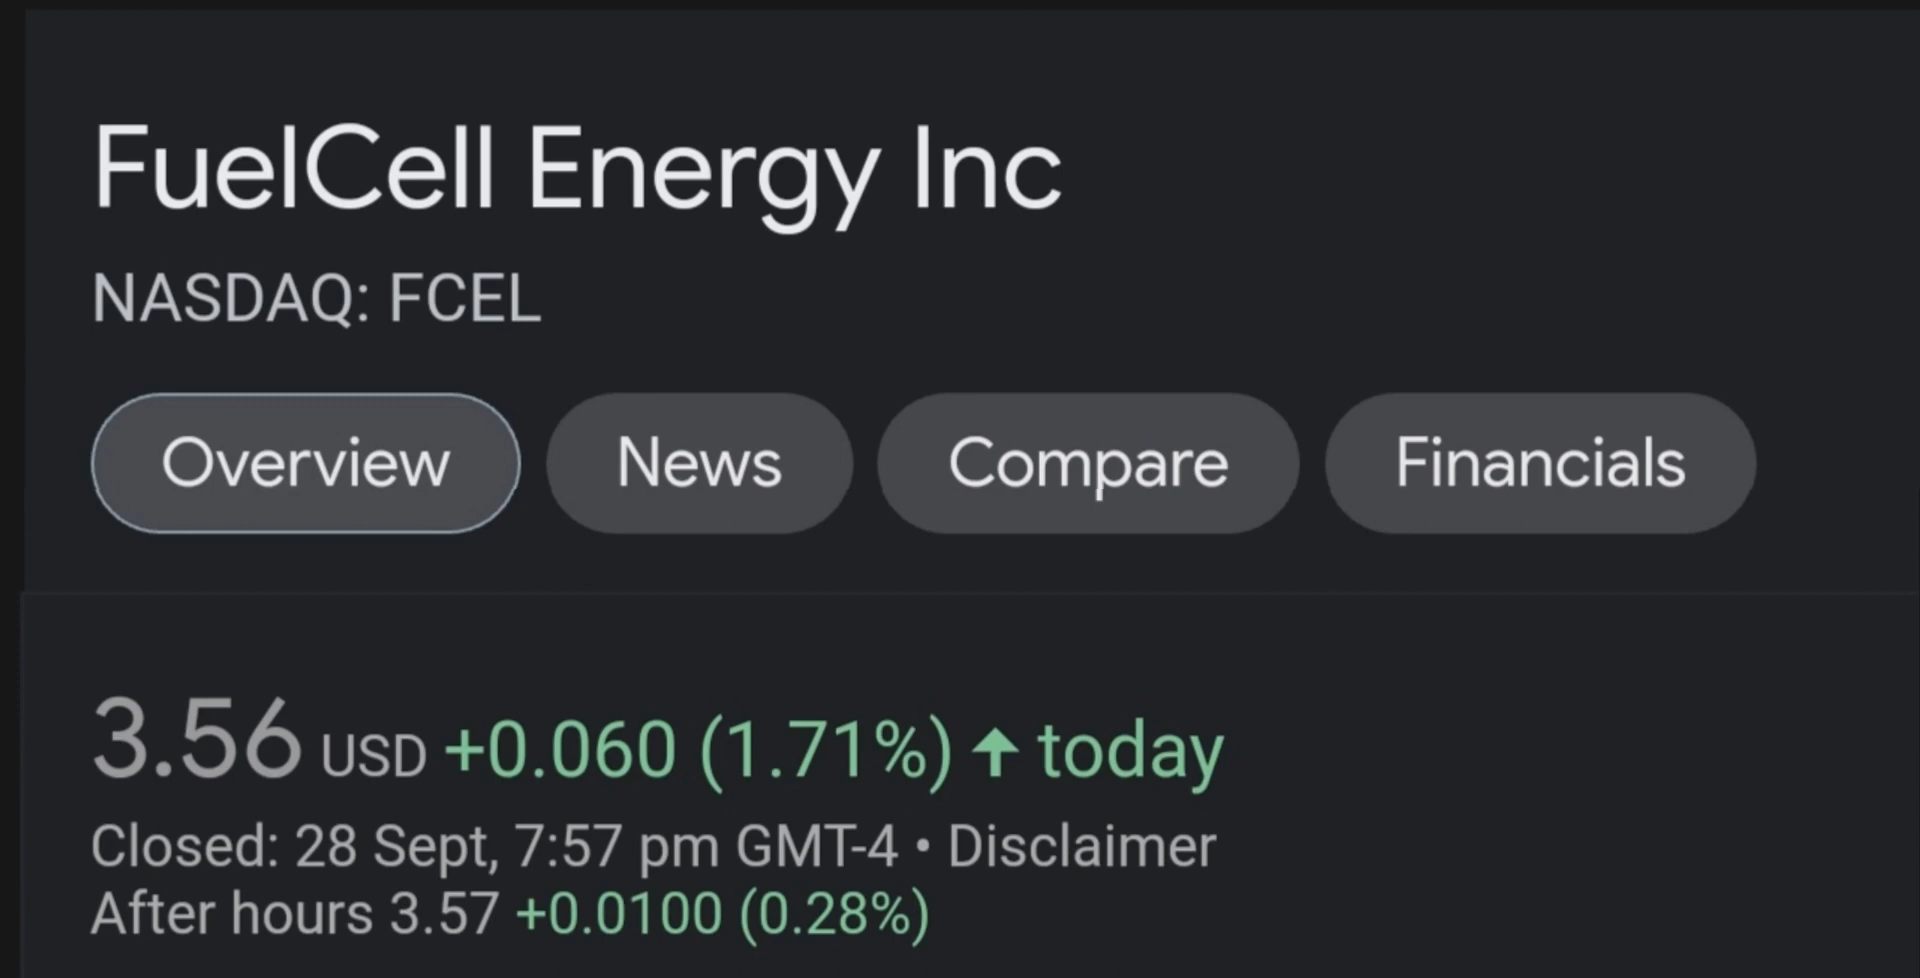 FuelCell Energy Inc
NASDAQ: FCEL
Overview News Compare Financials
3.56 USD +0.060 (1.71%) ↑ today
Closed: 28 Sept, 7:57 pm GMT-4 • Disclaimer
After hours 3.57 +0.0100 (0.28%)